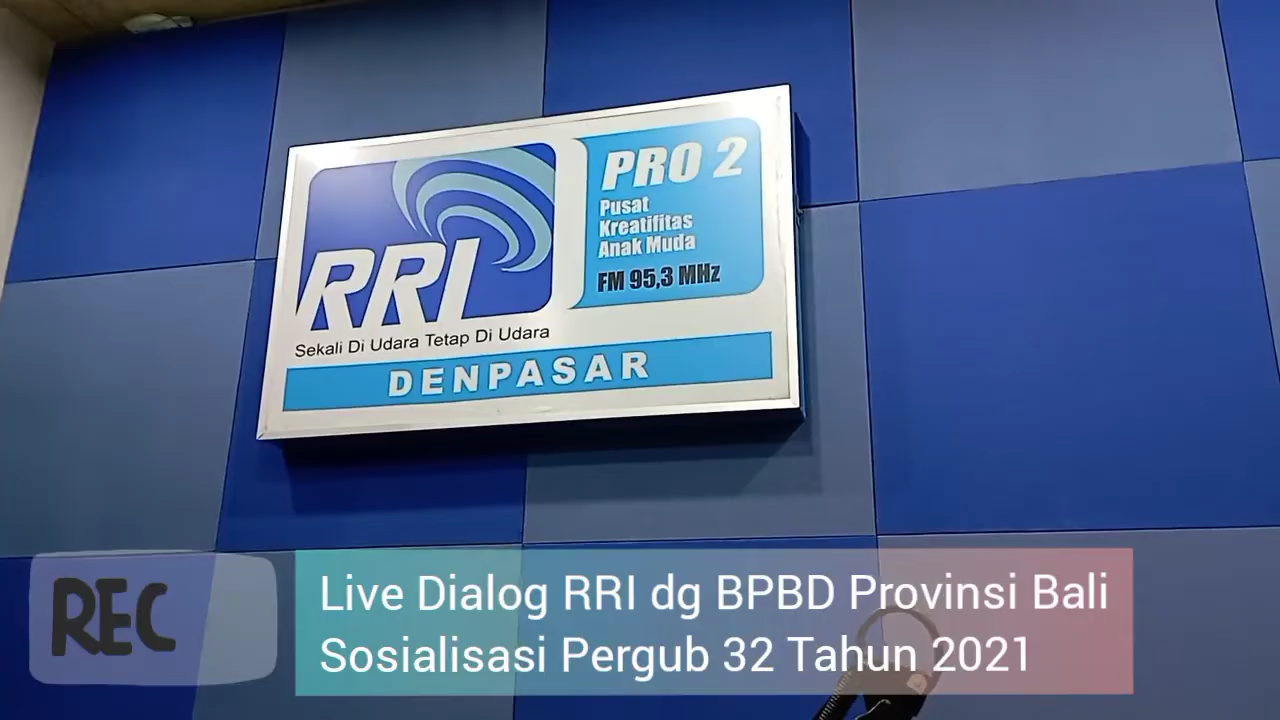 RRI
Sekali Di Udara Tetap Di Udara
PRO 2
Pusat
Kreatifitas
Anak Muda
FM 95,3 MHz
DENPASAR
REC
Live Dialog RRI dg BPBD Provinsi Bali
Sosialisasi Pergub 32 Tahun 2021